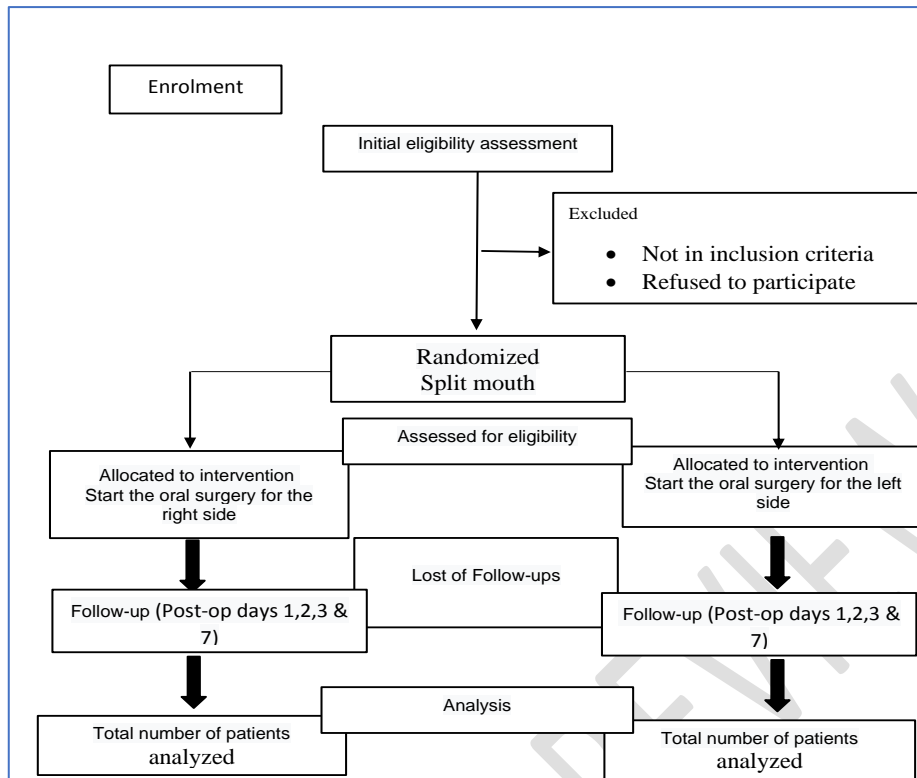 Enrolment
Initial eligibility assessment
Excluded
• Not in inclusion criteria
• Refused to participate
Randomized
Split mouth
Assessed for eligibility
Allocated to intervention
Start the oral surgery for the
right side
Allocated to intervention
Start the oral surgery for the left
side
Lost of Follow-ups
Follow-up (Post-op days 1,2,3 &
7)
Follow-up (Post-op days 1,2,3 &
7)
Analysis
Total number of patients
analyzed
Total number of patients
analyzed